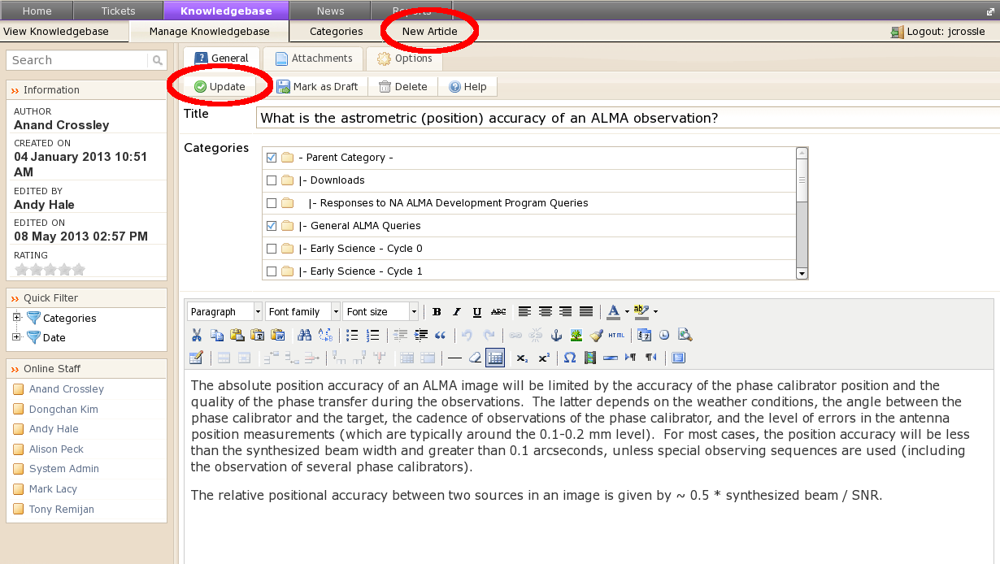 Home Tickets Knowledgebase News Reports
View Knowledgebase Manage Knowledgebase Categories New Article Logout: jcrossle
Search
General Attachments Options
Update Mark as Draft Delete Help
Information
AUTHOR
Anand Crossley
CREATED ON
04 January 2013 10:51
AM
EDITED BY
Andy Hale
EDITED ON
08 May 2013 02:57 PM
RATING
Quick Filter
Categories
Date
Online Staff
Anand Crossley
Dongchan Kim
Andy Hale
Alison Peck
System Admin
Mark Lacy
Tony Remijan
Title What is the astrometric (position) accuracy of an ALMA observation?
Categories
- Parent Category -
|- Downloads
|- Responses to NA ALMA Development Program Queries
|- General ALMA Queries
|- Early Science - Cycle 0
|- Early Science - Cycle 1
Paragraph Font family Font size B I U ABC A ab
HTML
x₂ x² Ω
The absolute position accuracy of an ALMA image will be limited by the accuracy of the phase calibrator position and the
quality of the phase transfer during the observations.  The latter depends on the weather conditions, the angle between the
phase calibrator and the target, the cadence of observations of the phase calibrator, and the level of errors in the antenna
position measurements (which are typically around the 0.1-0.2 mm level).  For most cases, the position accuracy will be less
than the synthesized beam width and greater than 0.1 arcseconds, unless special observing sequences are used (including
the observation of several phase calibrators).
The relative positional accuracy between two sources in an image is given by ~ 0.5 * synthesized beam / SNR.